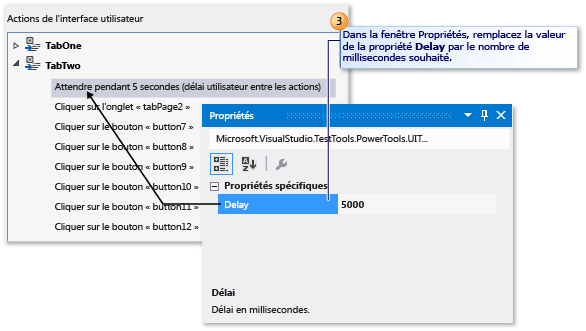 Actions de l'interface utilisateur
TabOne
TabTwo
Attendre pendant 5 secondes (délai utilisateur entre les actions)
Cliquer sur l'onglet « tabPage2 »
Cliquer sur le bouton « button7 »
Cliquer sur le bouton « button8 »
Cliquer sur le bouton « button9 »
Cliquer sur le bouton « button10 »
Cliquer sur le bouton « button11 »
Cliquer sur le bouton « button12 »
3
Dans la fenêtre Propriétés, remplacez la valeur
de la propriété Delay par le nombre de
millisecondes souhaité.
Propriétés
Microsoft.VisualStudio.TestTools.PowerTools.UIT...
Propriétés spécifiques
Delay 5000
Délai
Délai en millisecondes.